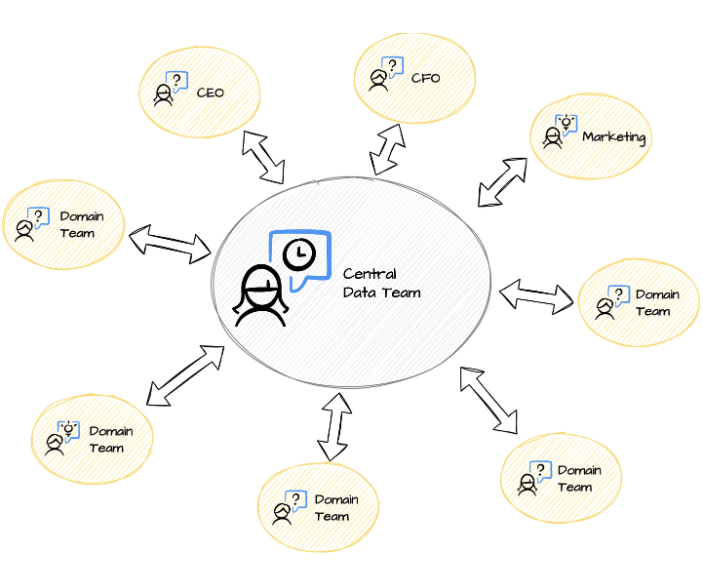 CEO
CFO
Marketing
Domain
Team
Central
Data Team
Domain
Team
Domain
Team
Domain
Team
Domain
Team
?
?
?
?
?
?